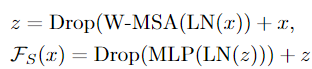 z = Drop(W-MSA(LN(x)) + x,
ℱ_S(x) = Drop(MLP(LN(z))) + z